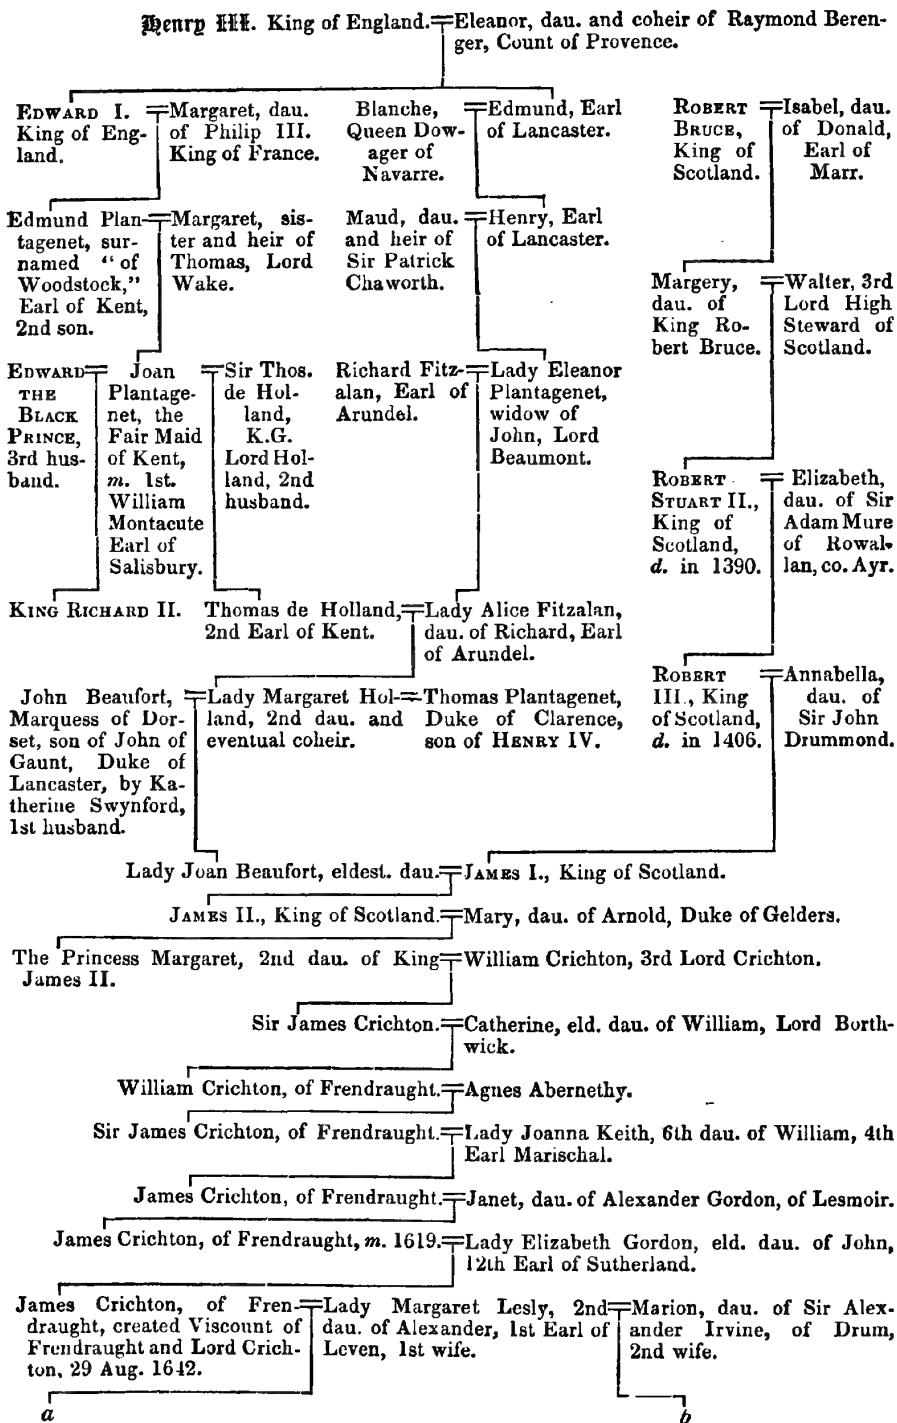 Henry III. King of England.
Eleanor, dau. and coheir of Raymond Beren-
ger, Count of Provence.
EDWARD I.
King of Eng-
land.
Margaret, dau.
of Philip III.
King of France.
Blanche,
Queen Dow-
ager of
Navarre.
Edmund, Earl
of Lancaster.
ROBERT
BRUCE,
King of
Scotland.
Isabel, dau.
of Donald,
Earl of
Marr.
Edmund Plan-
tagenet, sur-
named "of
Woodstock,"
Earl of Kent,
2nd son.
Margaret, sis-
ter and heir of
Thomas, Lord
Wake.
Maud, dau.
and heir of
Sir Patrick
Chaworth.
Henry, Earl
of Lancaster.
Margery,
dau. of
King Ro-
bert Bruce.
Walter, 3rd
Lord High
Steward of
Scotland.
EDWARD
THE
BLACK
PRINCE,
3rd hus-
band.
Joan
Plantage-
net, the
Fair Maid
of Kent,
m. 1st.
William
Montacute
Earl of
Salisbury.
Sir Thos.
de Hol-
land,
K.G.
Lord Hol-
land, 2nd
husband.
Richard Fitz-
alan, Earl of
Arundel.
Lady Eleanor
Plantagenet,
widow of
John, Lord
Beaumont.
ROBERT
STUART II.,
King of
Scotland,
d. in 1390.
Elizabeth,
dau. of Sir
Adam Mure
of Rowal-
lan, co. Ayr.
KING RICHARD II.
Thomas de Holland,
2nd Earl of Kent.
Lady Alice Fitzalan,
dau. of Richard, Earl
of Arundel.
John Beaufort,
Marquess of Dor-
set, son of John of
Gaunt, Duke of
Lancaster, by Ka-
therine Swynford,
1st husband.
Lady Margaret Hol-
land, 2nd dau. and
eventual coheir.
Thomas Plantagenet,
Duke of Clarence,
son of HENRY IV.
ROBERT
III., King
of Scotland,
d. in 1406.
Annabella,
dau. of
Sir John
Drummond.
Lady Joan Beaufort, eldest. dau.
JAMES I., King of Scotland.
JAMES II., King of Scotland.
Mary, dau. of Arnold, Duke of Gelders.
The Princess Margaret, 2nd dau. of King
James II.
William Crichton, 3rd Lord Crichton.
Sir James Crichton.
Catherine, eld. dau. of William, Lord Borth-
wick.
William Crichton, of Frendraught.
Agnes Abernethy.
Sir James Crichton, of Frendraught.
Lady Joanna Keith, 6th dau. of William, 4th
Earl Marischal.
James Crichton, of Frendraught.
Janet, dau. of Alexander Gordon, of Lesmoir.
James Crichton, of Frendraught, m. 1619.
Lady Elizabeth Gordon, eld. dau. of John,
12th Earl of Sutherland.
James Crichton, of Fren-
draught, created Viscount of
Frendraught and Lord Crich-
ton, 29 Aug. 1642.
Lady Margaret Lesly, 2nd
dau. of Alexander, 1st Earl of
Leven, 1st wife.
Marion, dau. of Sir Alex-
ander Irvine, of Drum,
2nd wife.
a
b